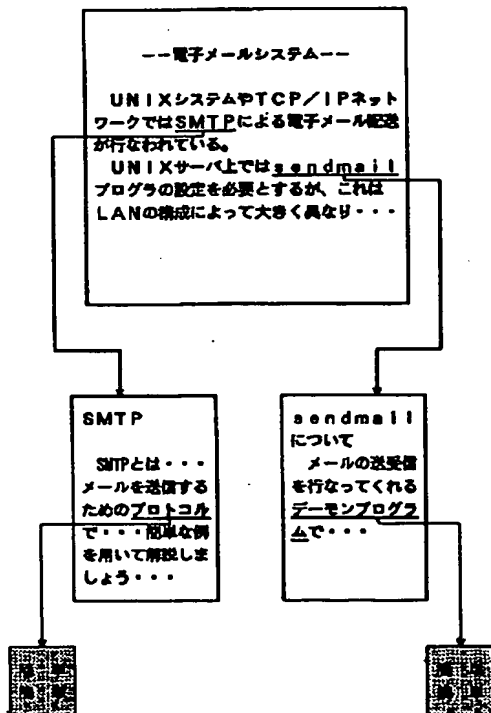 －－電子メールシステム－－
UNIXシステムやTCP／IPネット
ワークではSMTPによる電子メール配送
が行なわれている。
UNIXサーバ上ではsendmail
プログラの設定を必要とするが、これは
LANの構成によって大きく異なり・・・
SMTP
SMTPとは・・・
メールを送信する
ためのプロトコル
で・・・簡単な例
を用いて解説しま
しょう・・・
sendmail
について
メールの送受信
を行なってくれる
デーモンプログラ
ムで・・・